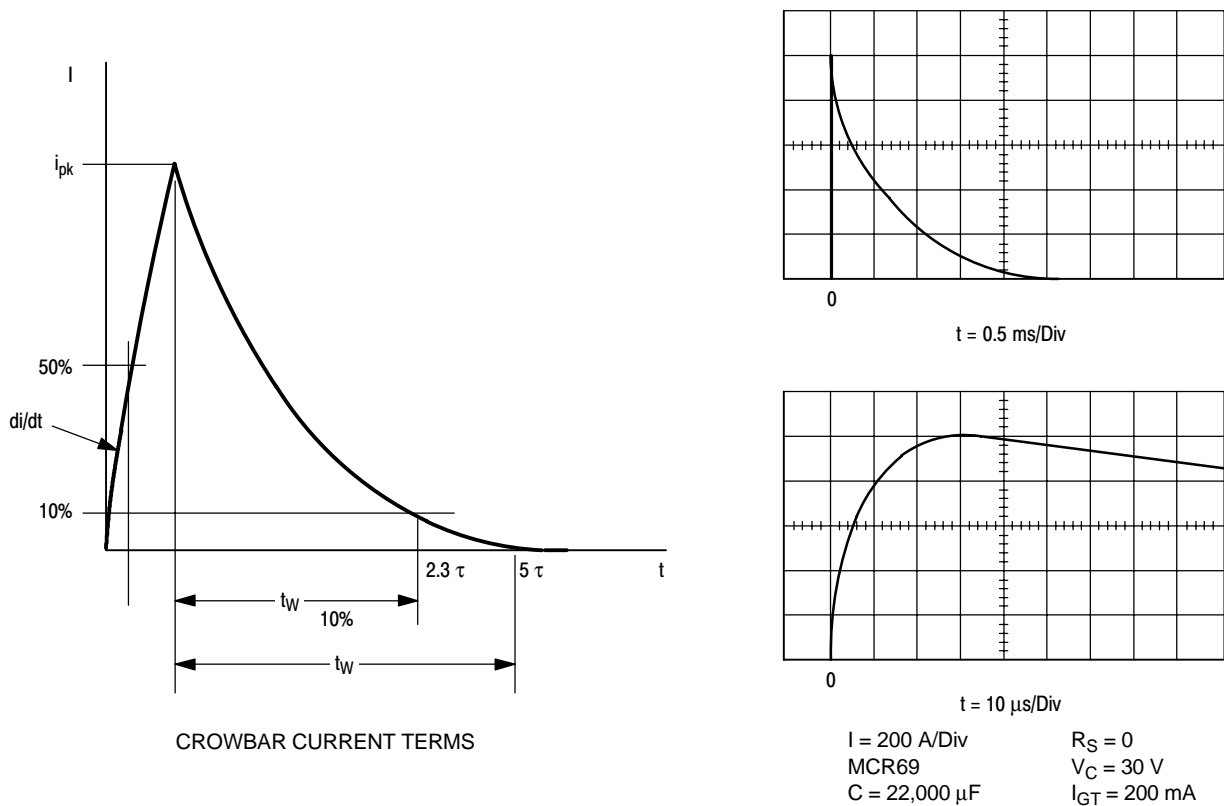 I
i_pk
50%
di/dt
10%
2.3 τ
5 τ
t
t_W
10%
t_W
CROWBAR CURRENT TERMS
0
t = 0.5 ms/Div
0
t = 10 μs/Div
I = 200 A/Div
R_S = 0
MCR69
V_C = 30 V
C = 22,000 μF
I_GT = 200 mA